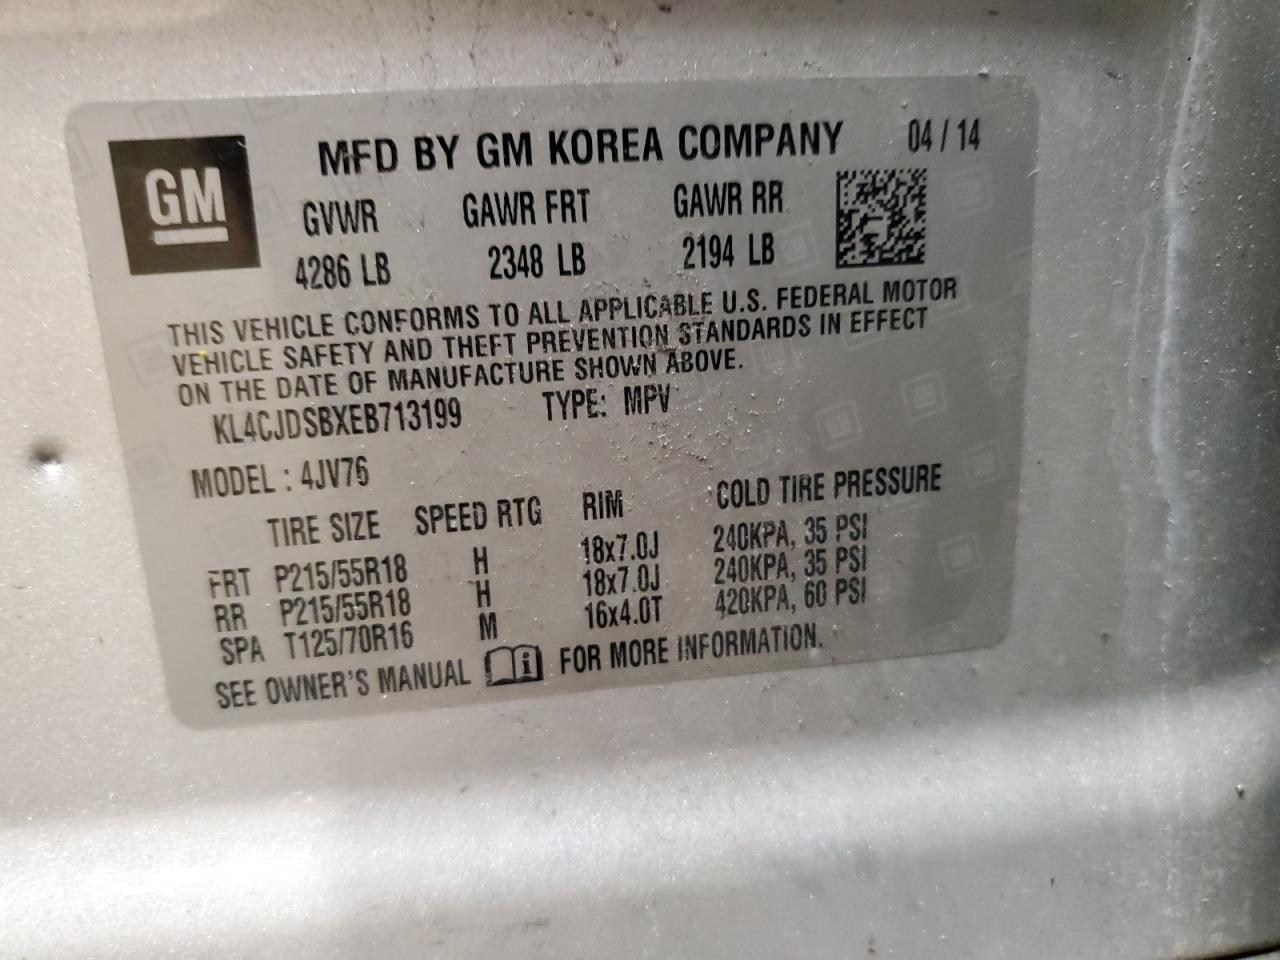 GM
MFD BY GM KOREA COMPANY 04 / 14
GVWR GAWR FRT GAWR RR
4286 LB 2348 LB 2194 LB
THIS VEHICLE CONFORMS TO ALL APPLICABLE U.S. FEDERAL MOTOR
VEHICLE SAFETY AND THEFT PREVENTION STANDARDS IN EFFECT
ON THE DATE OF MANUFACTURE SHOWN ABOVE.
KL4CJDSBXEB713199 TYPE: MPV
MODEL : 4JV76
TIRE SIZE SPEED RTG RIM COLD TIRE PRESSURE
FRT P215/55R18 H 18x7.0J 240KPA, 35 PSI
RR P215/55R18 H 18x7.0J 240KPA, 35 PSI
SPA T125/70R16 M 16x4.0T 420KPA, 60 PSI
SEE OWNER'S MANUAL i FOR MORE INFORMATION.